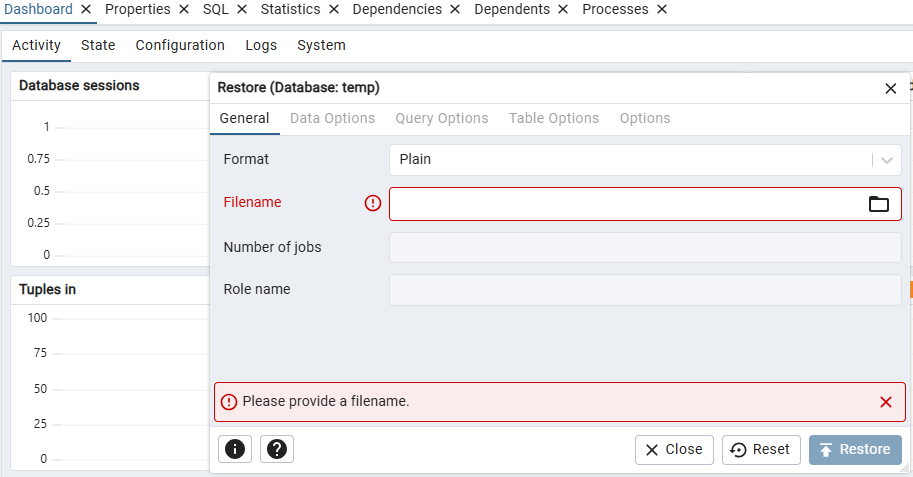 Dashboard Properties SQL Statistics Dependencies Dependents Processes
Activity State Configuration Logs System
Database sessions
1
0.75
0.5
0.25
0
Tuples in
100
75
50
25
0
Restore (Database: temp)
General Data Options Query Options Table Options Options
Format Plain
Filename
Number of jobs
Role name
Please provide a filename.
Close Reset Restore